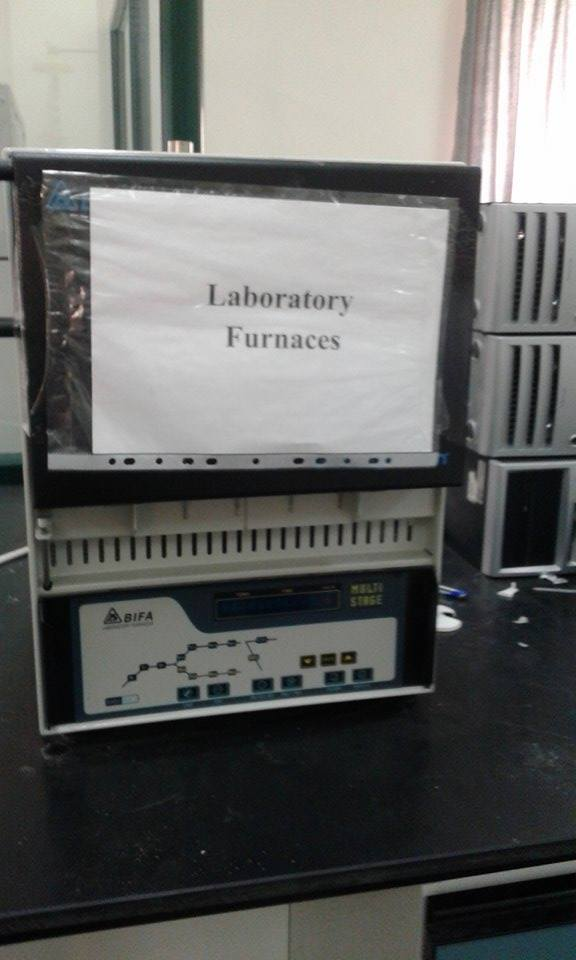 Laboratory
Furnaces
BIFA
MULTI
STAGE